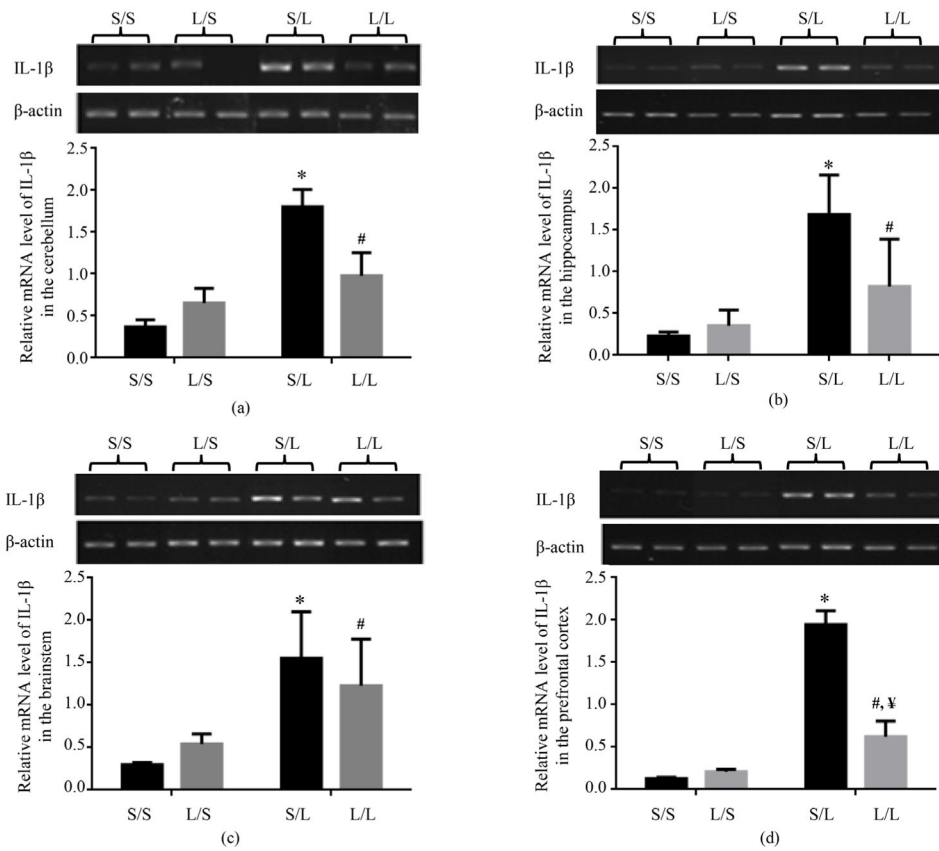 S/S L/S S/L L/L
IL-1β
β-actin
Relative mRNA level of IL-1β
in the cerebellum
2.5
2.0
1.5
1.0
0.5
0.0
*
#
S/S L/S S/L L/L
(a)
S/S L/S S/L L/L
IL-1β
β-actin
Relative mRNA level of IL-1β
in the hippocampus
2.5
2.0
1.5
1.0
0.5
0.0
*
#
S/S L/S S/L L/L
(b)
S/S L/S S/L L/L
IL-1β
β-actin
Relative mRNA level of IL-1β
in the brainstem
2.5
2.0
1.5
1.0
0.5
0.0
*
#
S/S L/S S/L L/L
(c)
S/S L/S S/L L/L
IL-1β
β-actin
Relative mRNA level of IL-1β
in the prefrontal cortex
2.5
2.0
1.5
1.0
0.5
0.0
*
#, ¥
S/S L/S S/L L/L
(d)